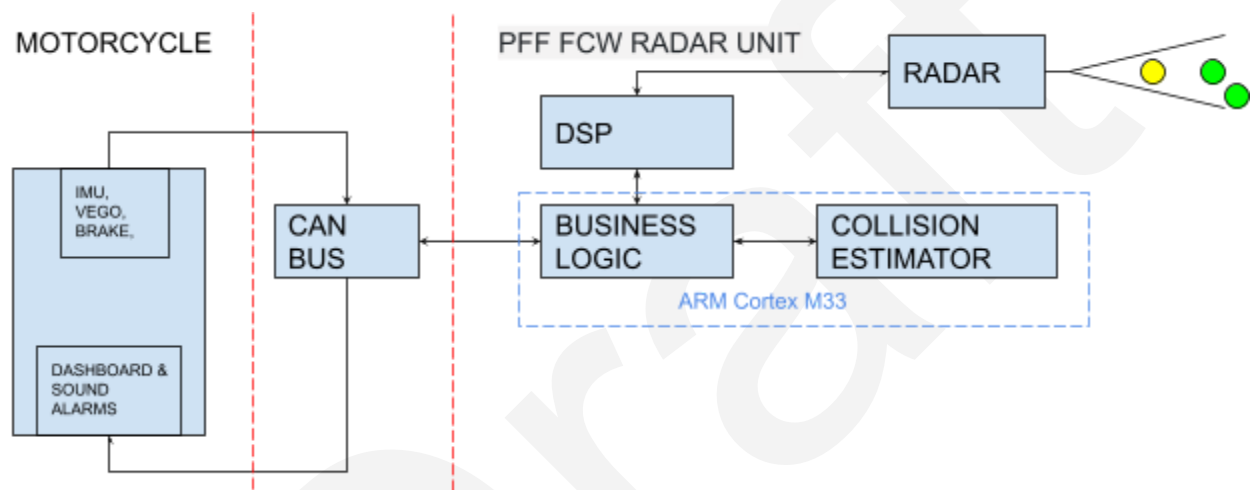 MOTORCYCLE
PFF FCW RADAR UNIT
RADAR
DSP
IMU,
VEGO,
BRAKE,
CAN
BUS
BUSINESS
LOGIC
COLLISION
ESTIMATOR
ARM Cortex M33
DASHBOARD &
SOUND
ALARMS
Draft